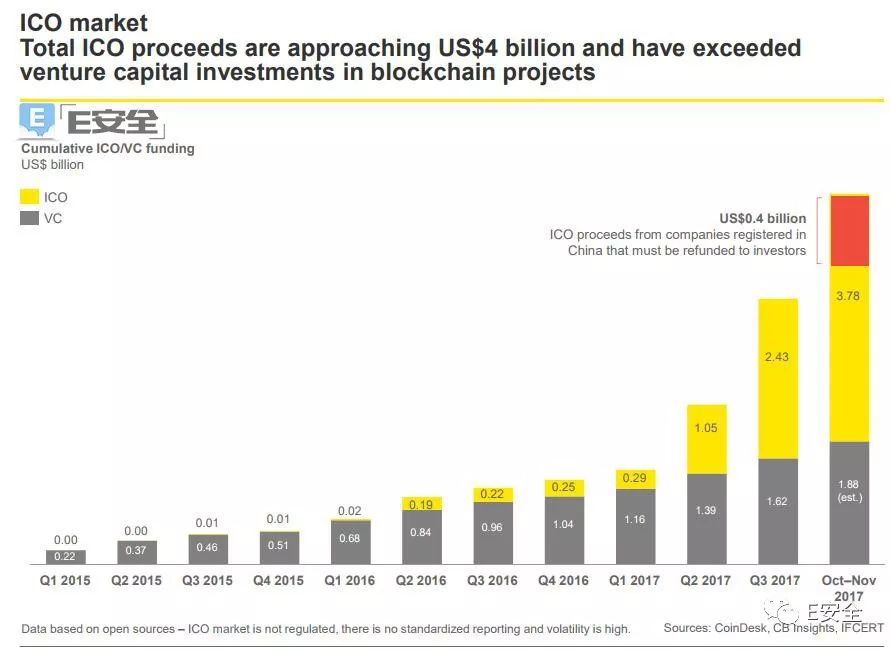 ICO market
Total ICO proceeds are approaching US$4 billion and have exceeded
venture capital investments in blockchain projects
E E安全
Cumulative ICO/VC funding
US$ billion
ICO
VC
US$0.4 billion
ICO proceeds from companies registered in
China that must be refunded to investors
3.78
2.43
1.05
1.88
(est.)
0.29
0.25
0.22
0.19
0.02
0.01
0.01
0.00
0.00
1.62
1.39
1.16
1.04
0.96
0.84
0.68
0.51
0.46
0.37
0.22
Q1 2015 Q2 2015 Q3 2015 Q4 2015 Q1 2016 Q2 2016 Q3 2016 Q4 2016 Q1 2017 Q2 2017 Q3 2017 Oct–Nov
2017
E安全
Data based on open sources – ICO market is not regulated, there is no standardized reporting and volatility is high.
Sources: CoinDesk, CB Insights, IFCERT